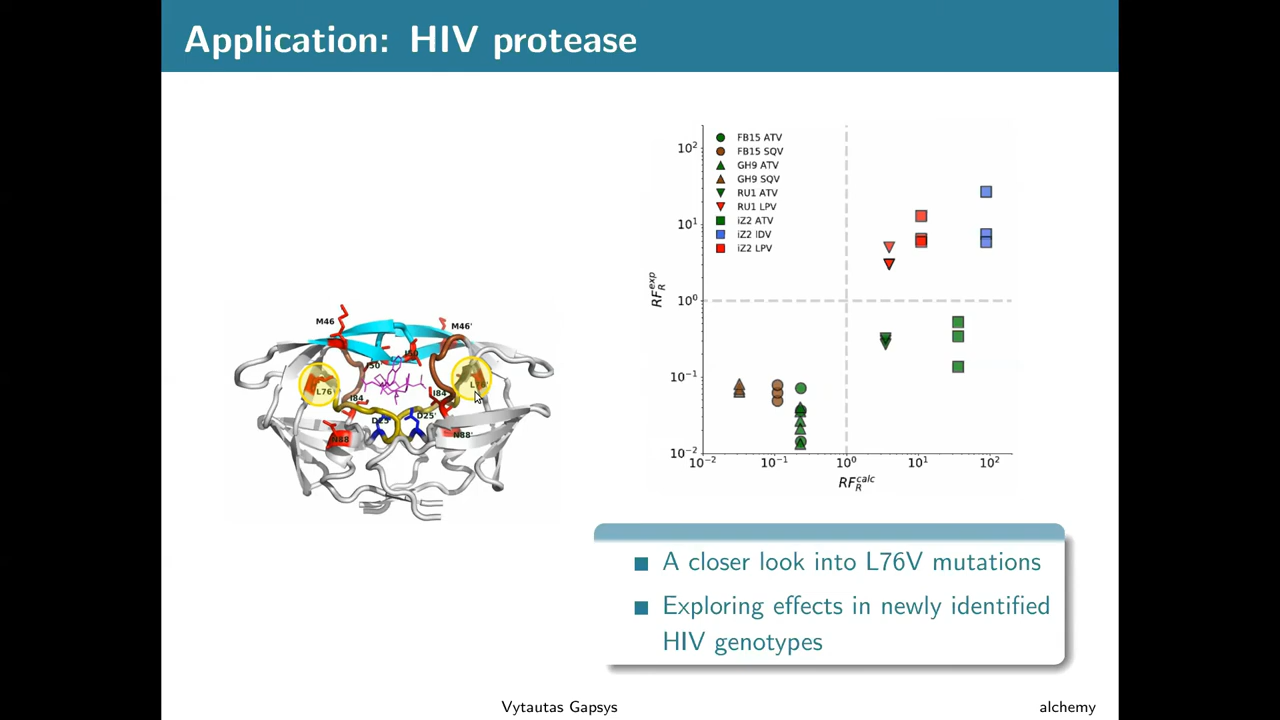 Application: HIV protease
10²
10¹
10⁰
10⁻¹
10⁻²
RF_R^exp
FB15 ATV
FB15 SQV
GH9 ATV
GH9 SQV
RU1 ATV
RU1 LPV
iZ2 ATV
iZ2 IDV
iZ2 LPV
10⁻² 10⁻¹ 10⁰ 10¹ 10²
RF_R^calc
M46 M46'
L76
I84 I84'
D25 D25'
N88 N88'
A closer look into L76V mutations
Exploring effects in newly identified
HIV genotypes
Vytautas Gapsys alchemy